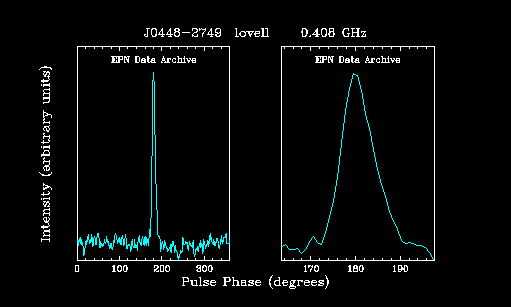 J0448-2749 lovell 0.408 GHz
EPN Data Archive EPN Data Archive
Intensity (arbitrary units)
0 100 200 300 170 180 190
Pulse Phase (degrees)